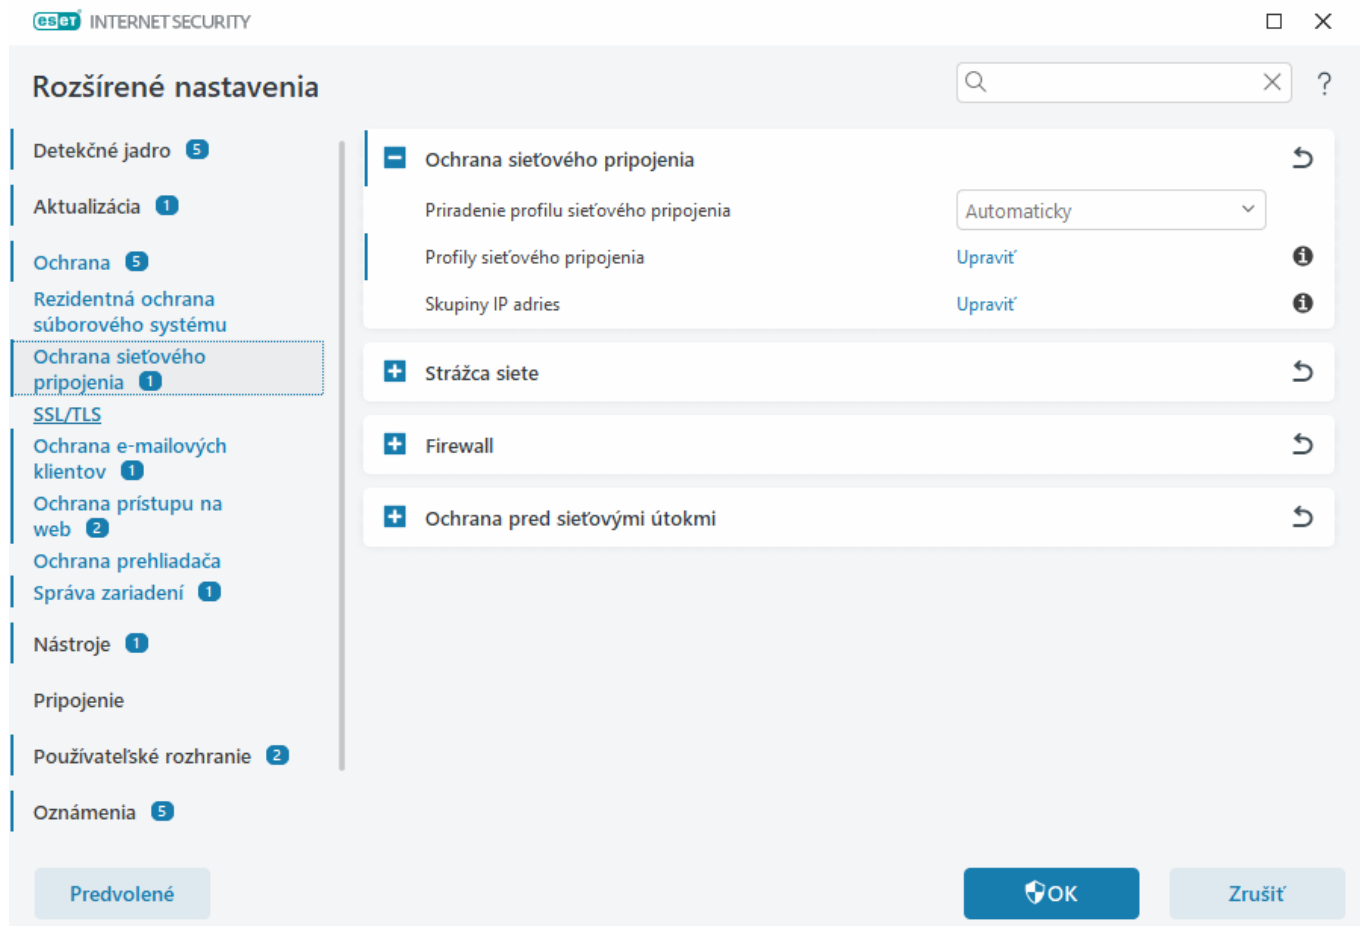 eset INTERNET SECURITY
Rozšírené nastavenia
?
Detekčné jadro 5
Aktualizácia 1
Ochrana 5
Rezidentná ochrana
súborového systému
Ochrana sieťového
pripojenia 1
SSL/TLS
Ochrana e-mailových
klientov 1
Ochrana prístupu na
web 2
Ochrana prehliadača
Správa zariadení 1
Nástroje 1
Pripojenie
Používateľské rozhranie 2
Oznámenia 5
Ochrana sieťového pripojenia
Priradenie profilu sieťového pripojenia Automaticky
Profily sieťového pripojenia Upraviť
Skupiny IP adries Upraviť
Strážca siete
Firewall
Ochrana pred sieťovými útokmi
Predvolené OK Zrušiť